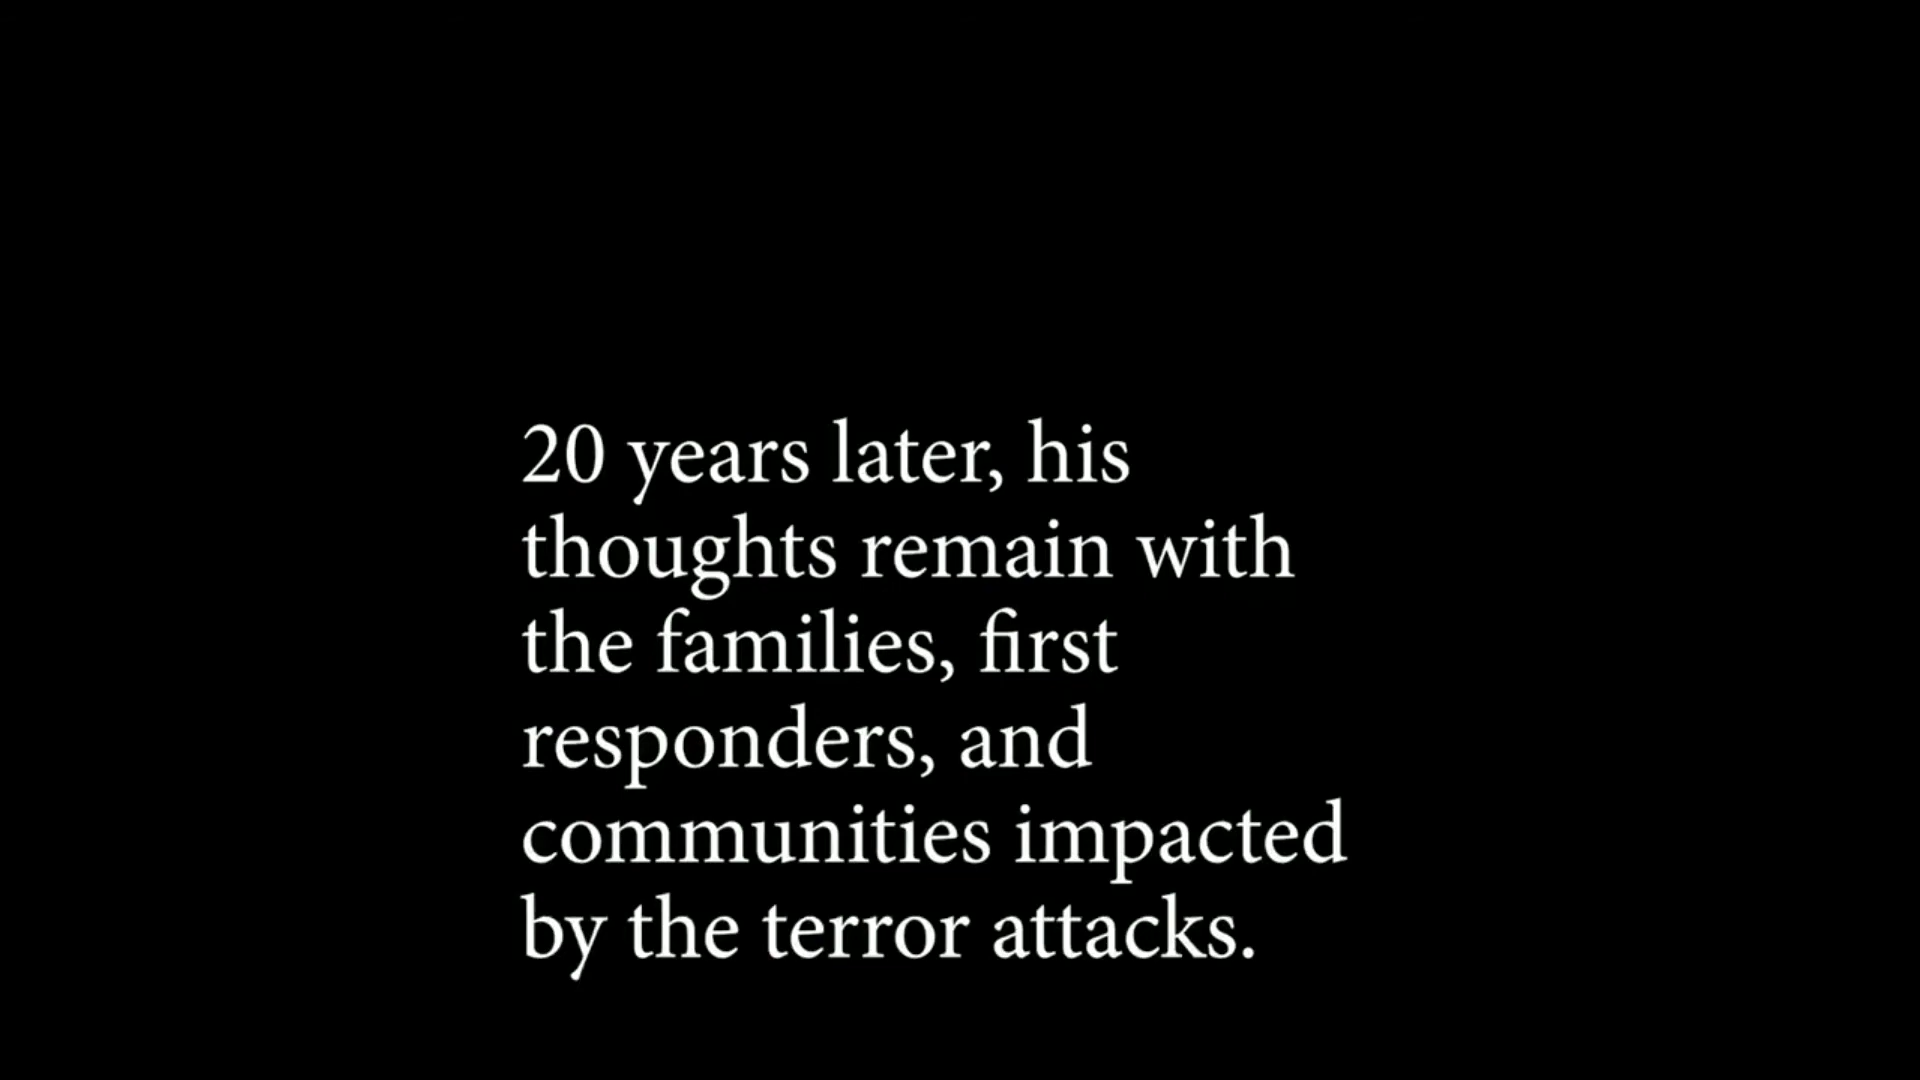 20 years later, his
thoughts remain with
the families, first
responders, and
communities impacted
by the terror attacks.